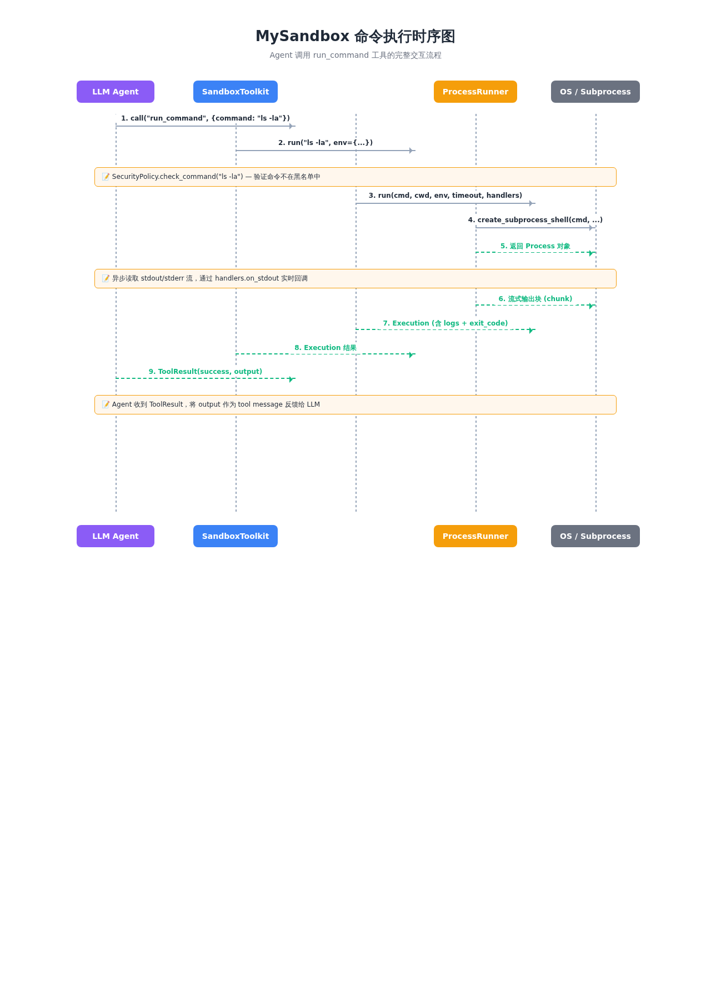 MySandbox 命令执行时序图
Agent 调用 run_command 工具的完整交互流程
LLM Agent
SandboxToolkit
ProcessRunner
OS / Subprocess
1. call("run_command", {command: "ls -la"})
2. run("ls -la", env={...})
📝 SecurityPolicy.check_command("ls -la") — 验证命令不在黑名单中
3. run(cmd, cwd, env, timeout, handlers)
4. create_subprocess_shell(cmd, ...)
5. 返回 Process 对象
📝 异步读取 stdout/stderr 流，通过 handlers.on_stdout 实时回调
6. 流式输出块 (chunk)
7. Execution (含 logs + exit_code)
8. Execution 结果
9. ToolResult(success, output)
📝 Agent 收到 ToolResult，将 output 作为 tool message 反馈给 LLM
LLM Agent
SandboxToolkit
ProcessRunner
OS / Subprocess